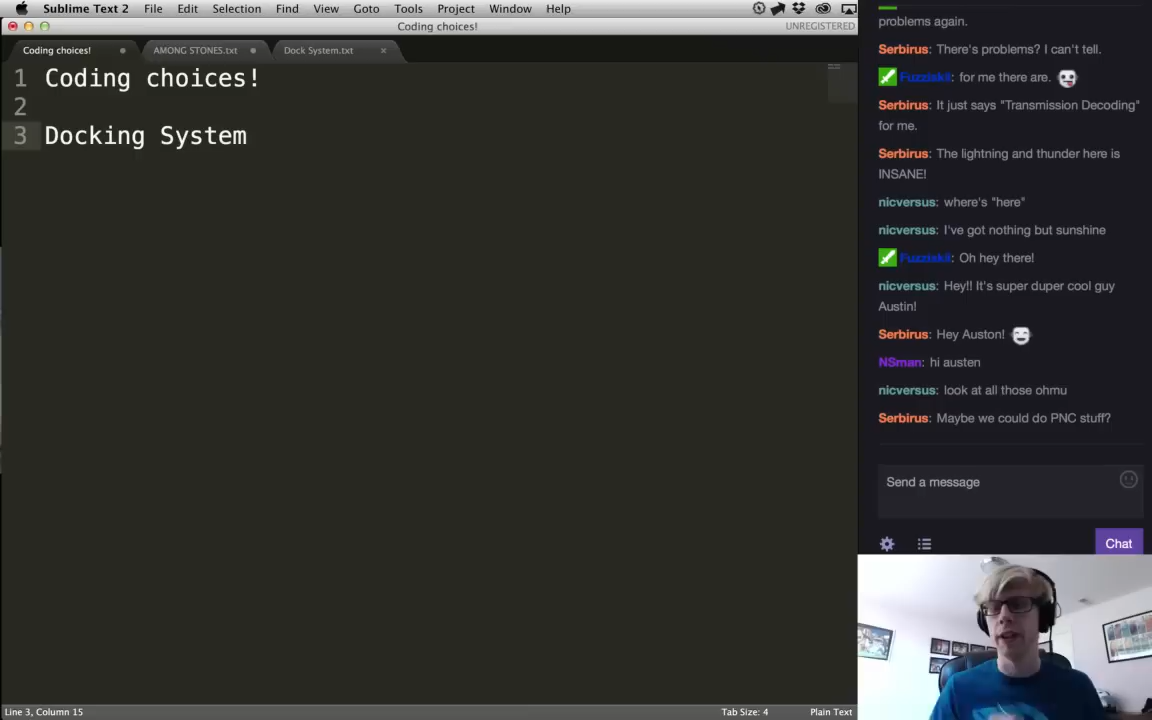 Sublime Text 2 File Edit Selection Find View Goto Tools Project Window Help
Coding choices!
UNREGISTERED
Coding choices! AMONG STONES.txt Dock System.txt
1 Coding choices!
2
3 Docking System
Line 3, Column 15
Tab Size: 4 Plain Text
problems again.
Serbirus: There's problems? I can't tell.
Fuzziakii: for me there are.
Serbirus: It just says "Transmission Decoding"
for me.
Serbirus: The lightning and thunder here is
INSANE!
nicversus: where's "here"
nicversus: I've got nothing but sunshine
Fuzziakii: Oh hey there!
nicversus: Hey!! It's super duper cool guy
Austin!
Serbirus: Hey Auston!
NSman: hi austen
nicversus: look at all those ohmu
Serbirus: Maybe we could do PNC stuff?
Send a message
Chat